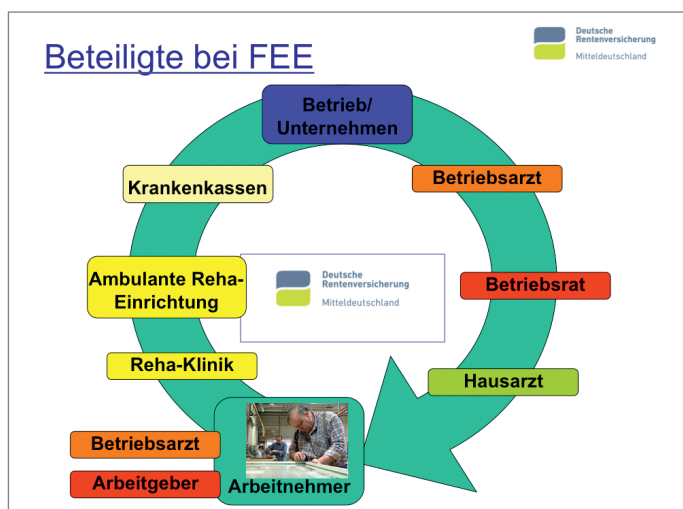 Beteiligte bei FEE
Deutsche
Rentenversicherung
Mitteldeutschland
Betrieb/
Unternehmen
Krankenkassen
Betriebsarzt
Ambulante Reha-
Einrichtung
Deutsche
Rentenversicherung
Mitteldeutschland
Betriebsrat
Reha-Klinik
Hausarzt
Betriebsarzt
Arbeitgeber
Arbeitnehmer